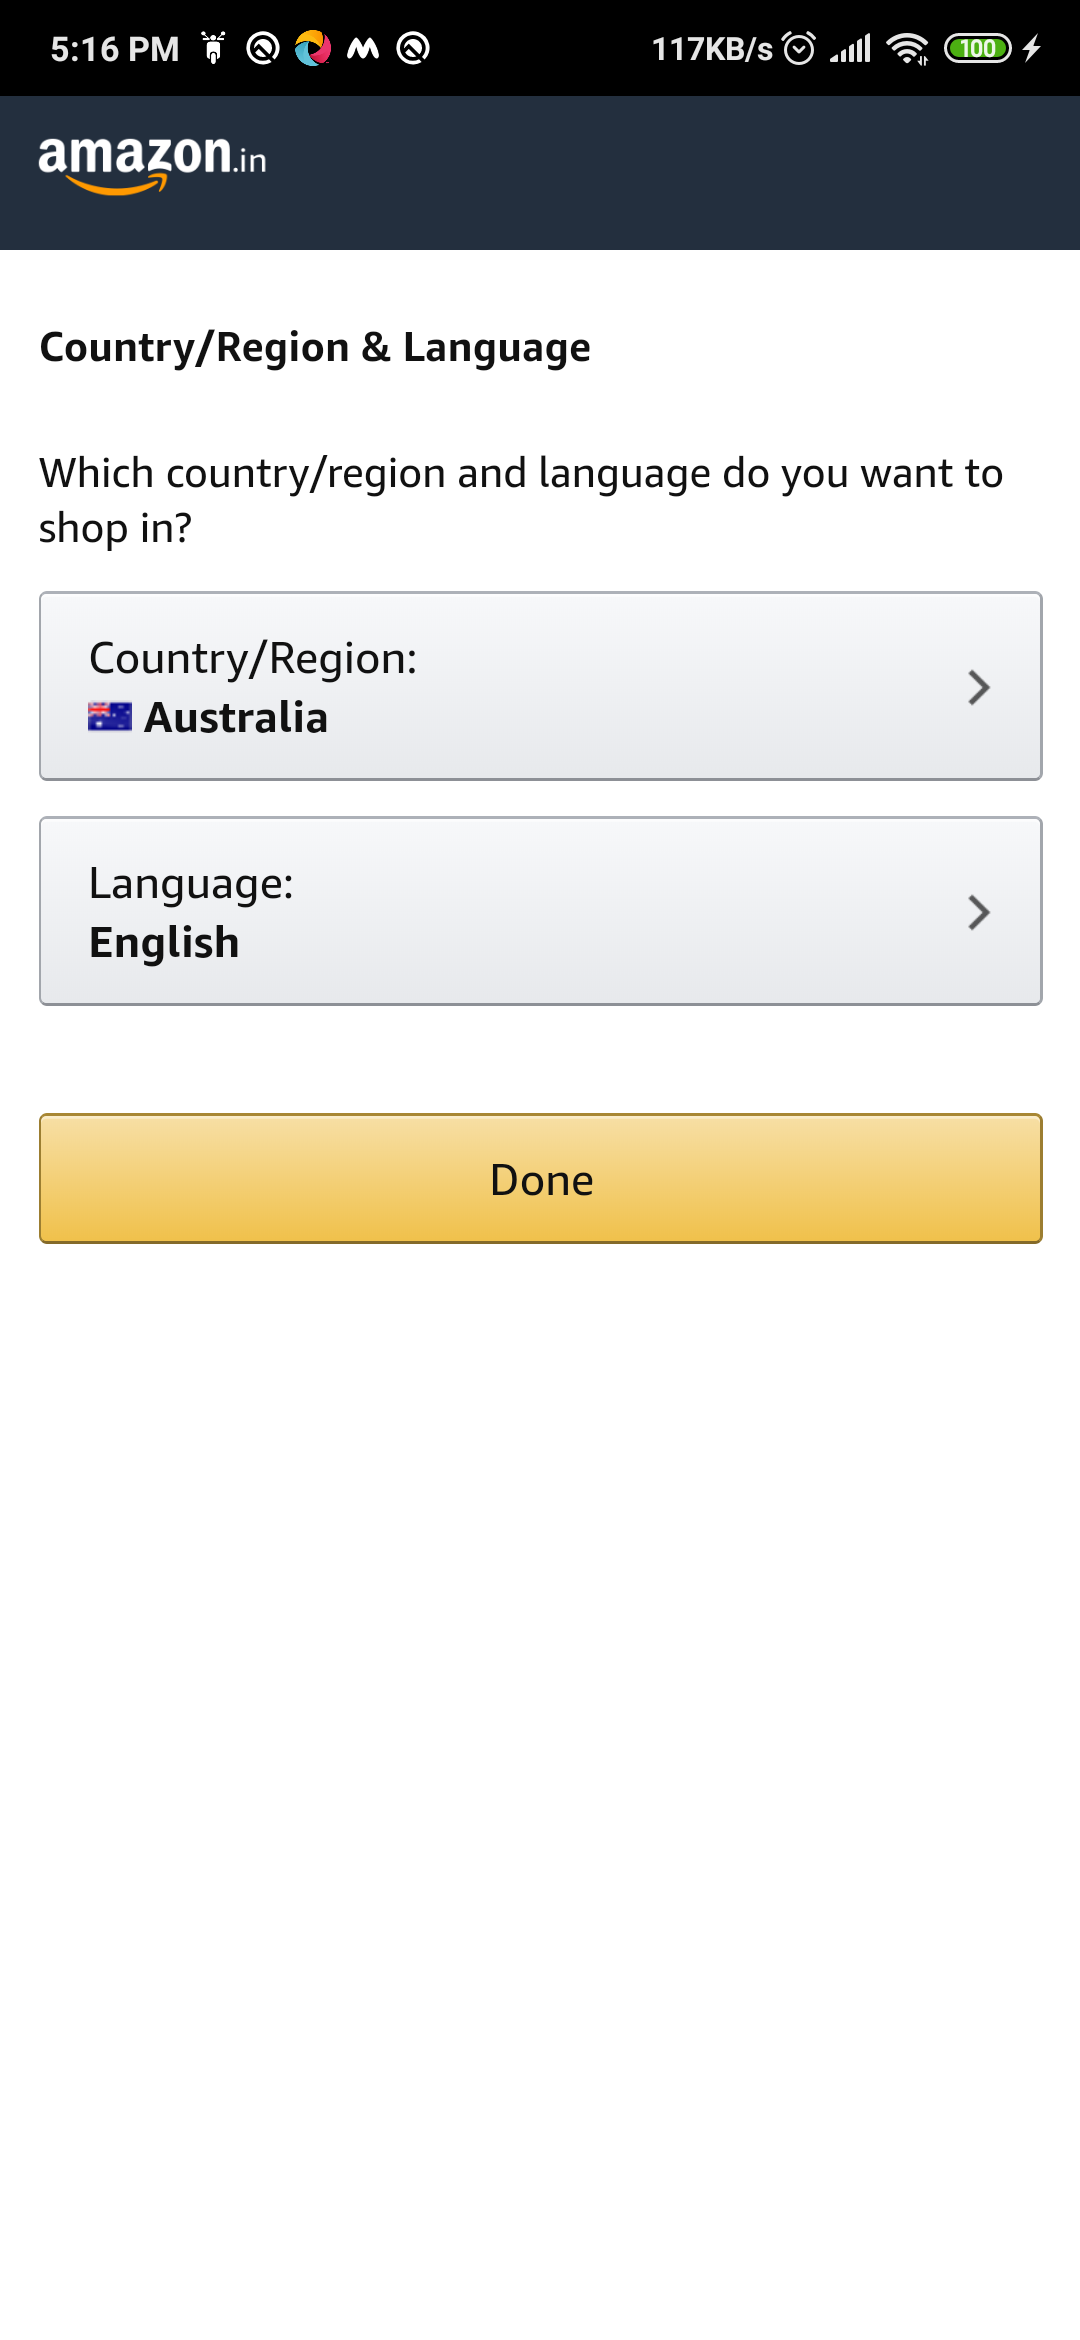 5:16 PM 117KB/s 100
amazon.in
Country/Region & Language
Which country/region and language do you want to
shop in?
Country/Region:
Australia
Language:
English
Done